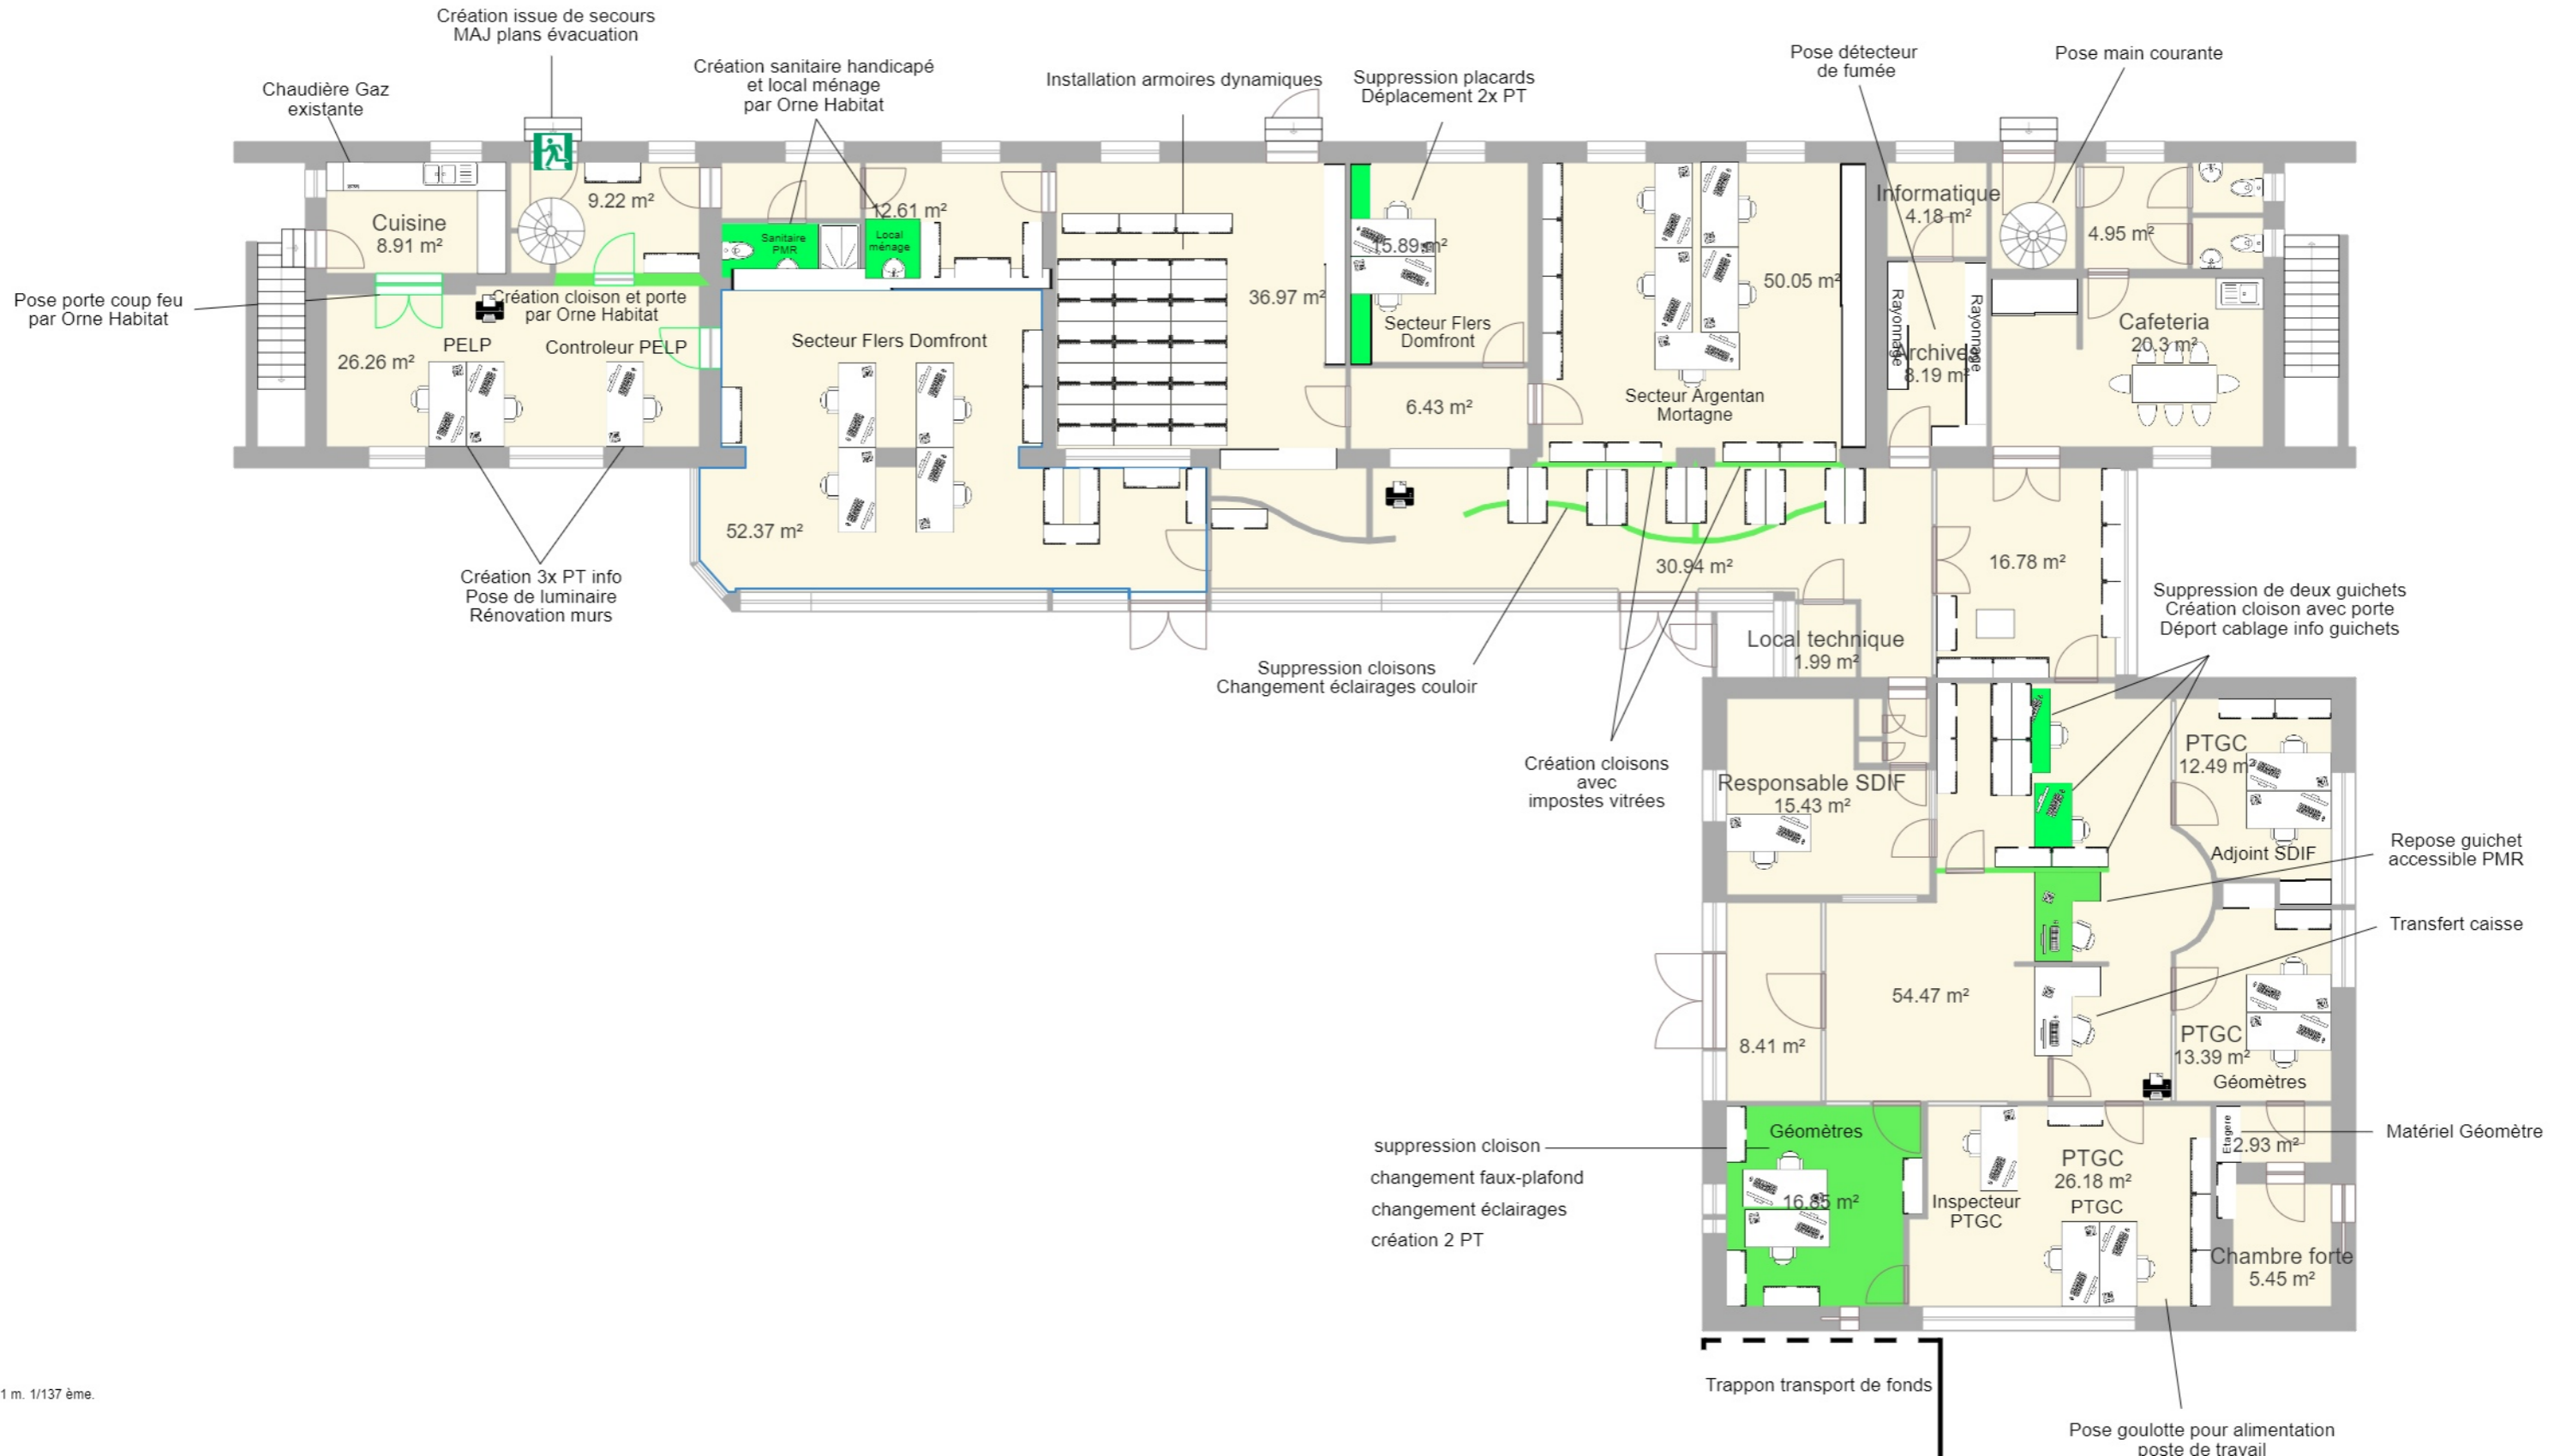 Création issue de secours
MAJ plans évacuation
Chaudière Gaz
existante
Création sanitaire handicapé
et local ménage
par Orne Habitat
Installation armoires dynamiques
Suppression placards
Déplacement 2x PT
Pose détecteur
de fumée
Pose main courante
Cuisine
8.91 m²
9.22 m²
12.61 m²
Sanitaire
PMR
Local
ménage
36.97 m²
15.89 m²
Secteur Flers
Domfront
6.43 m²
50.05 m²
Secteur Argentan
Mortagne
Informatique
4.18 m²
Rayonnage
Rayonnage
Archives
8.19 m²
4.95 m²
Cafeteria
20.3 m²
Pose porte coup feu
par Orne Habitat
Création cloison et porte
par Orne Habitat
PELP
Controleur PELP
26.26 m²
Secteur Flers Domfront
52.37 m²
30.94 m²
16.78 m²
Création 3x PT info
Pose de luminaire
Rénovation murs
Suppression cloisons
Changement éclairages couloir
Création cloisons
avec
impostes vitrées
Local technique
1.99 m²
Suppression de deux guichets
Création cloison avec porte
Déport cablage info guichets
Responsable SDIF
15.43 m²
PTGC
12.49 m²
Adjoint SDIF
Repose guichet
accessible PMR
Transfert caisse
54.47 m²
8.41 m²
PTGC
13.39 m²
Géomètres
suppression cloison
changement faux-plafond
changement éclairages
création 2 PT
Géomètres
16.85 m²
Inspecteur
PTGC
PTGC
26.18 m²
PTGC
Etagere
2.93 m²
Matériel Géomètre
Chambre forte
5.45 m²
Trappon transport de fonds
Pose goulotte pour alimentation
poste de travail
1 m. 1/137 ème.